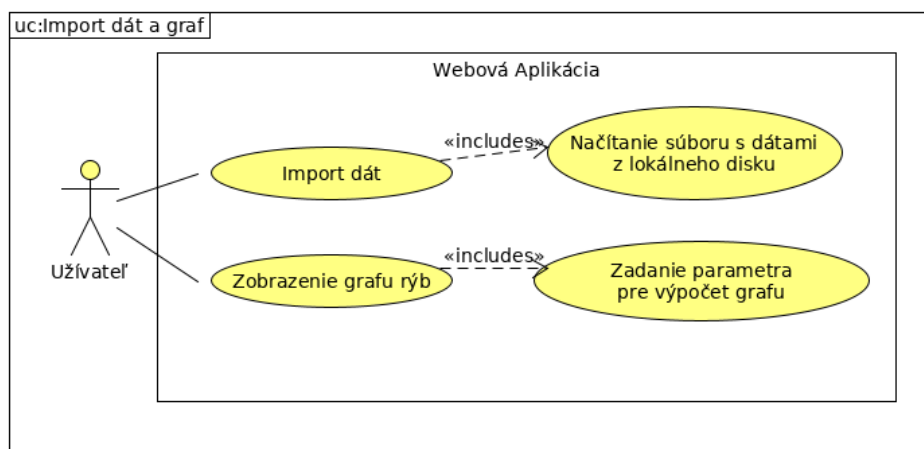 uc:Import dát a graf
Webová Aplikácia
«includes»
Načítanie súboru s dátami
z lokálneho disku
Import dát
Užívateľ
«includes»
Zobrazenie grafu rýb
Zadanie parametra
pre výpočet grafu